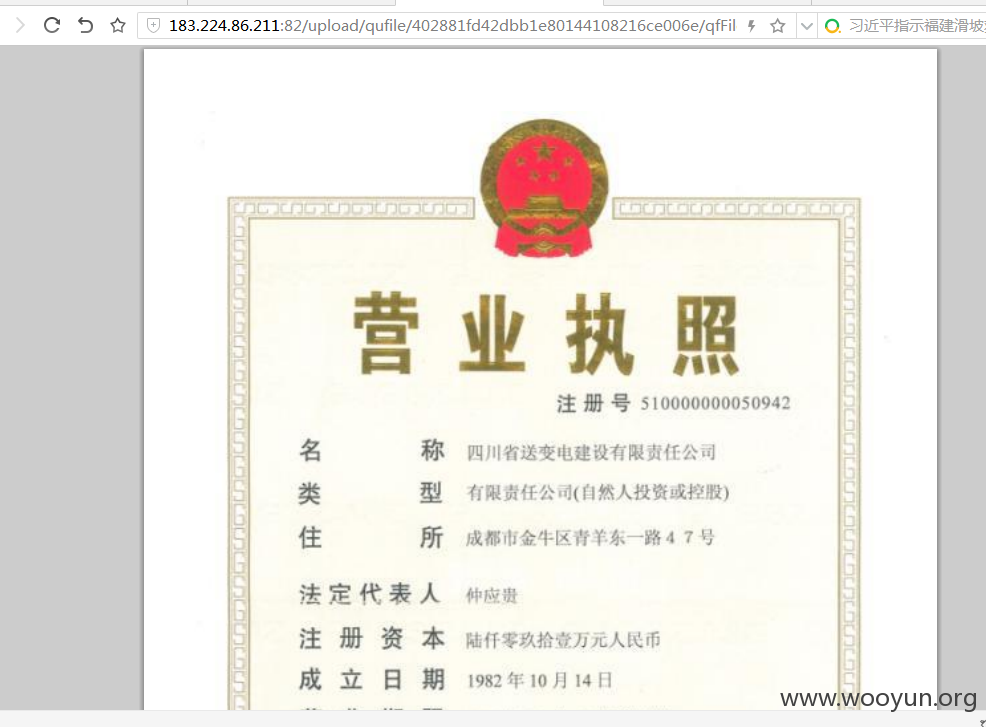 183.224.86.211:82/upload/qufile/402881fd42dbb1e80144108216ce006e/qfFil
习近平指示福建滑坡
营业执照
注册号 510000000050942
名称 四川省送变电建设有限责任公司
类型 有限责任公司(自然人投资或控股)
住所 成都市金牛区青羊东一路47号
法定代表人 仲应贵
注册资本 陆仟零玖拾壹万元人民币
成立日期 1982年10月14日
www.wooyun.org